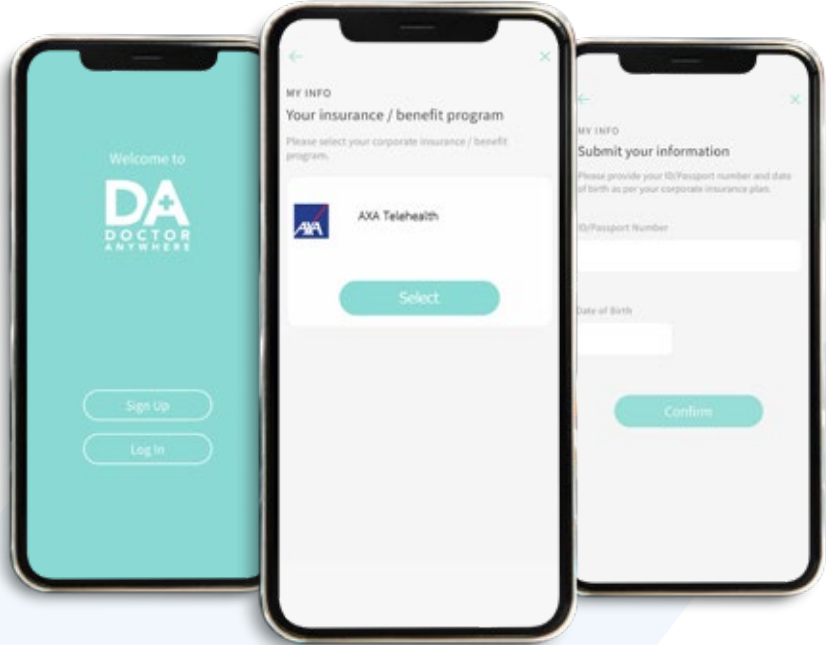 Welcome to
DA
DOCTOR
ANYWHERE
Sign Up
Log In
MY INFO
Your insurance / benefit program
Please select your corporate insurance / benefit
program.
AXA
AXA Telehealth
Select
MY INFO
Submit your information
Please provide your ID/Passport number and date
of birth as per your corporate insurance plan.
ID/Passport Number
Date of Birth
Confirm